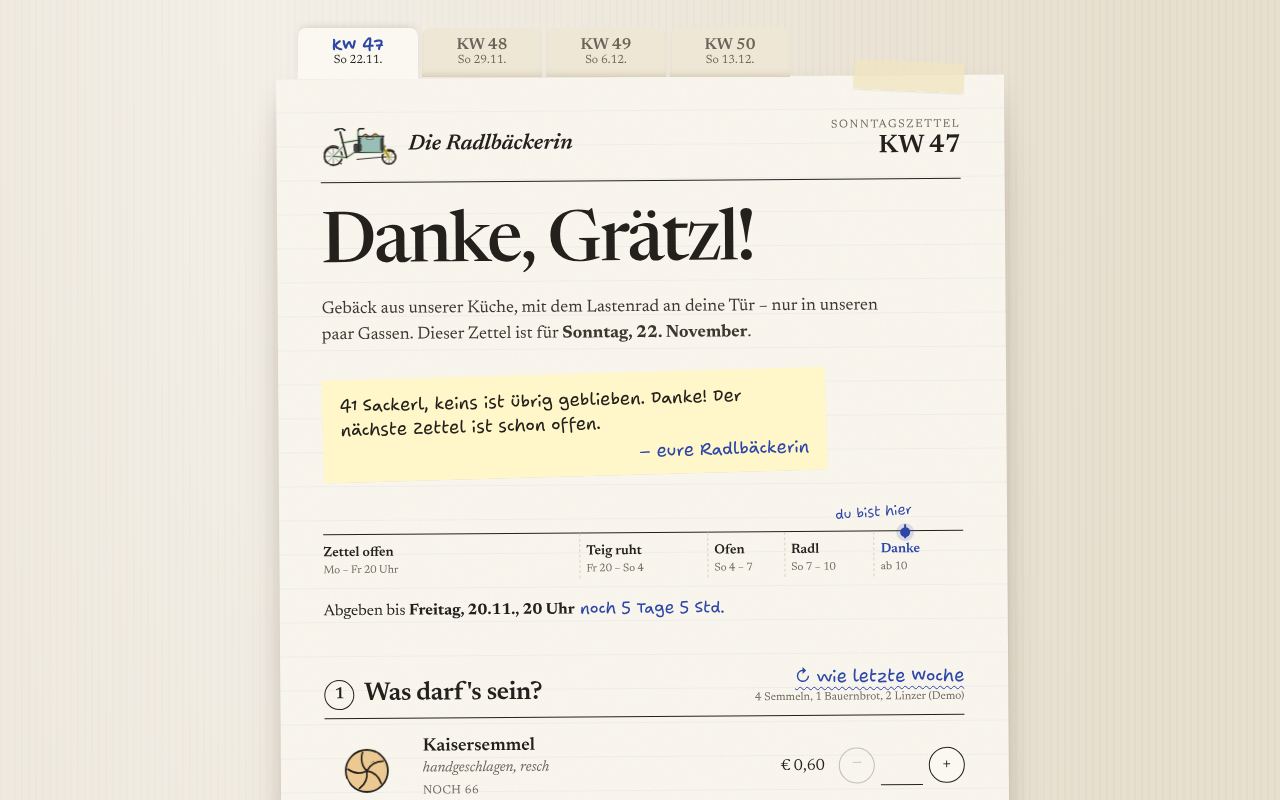 KW 47
So 22.11.
KW 48
So 29.11.
KW 49
So 6.12.
KW 50
So 13.12.
Die Radlbäckerin
SONNTAGSZETTEL
KW 47
Danke, Grätzl!
Gebäck aus unserer Küche, mit dem Lastenrad an deine Tür – nur in unseren
paar Gassen. Dieser Zettel ist für Sonntag, 22. November.
41 Sackerl, keins ist übrig geblieben. Danke! Der
nächste Zettel ist schon offen.
– eure Radlbäckerin
du bist hier
Zettel offen
Mo – Fr 20 Uhr
Teig ruht
Fr 20 – So 4
Ofen
So 4 – 7
Radl
So 7 – 10
Danke
ab 10
Abgeben bis Freitag, 20.11., 20 Uhr noch 5 Tage 5 Std.
1 Was darf's sein?
↻ wie letzte Woche
4 Semmeln, 1 Bauernbrot, 2 Linzer (Demo)
Kaisersemmel
handgeschlagen, resch
NOCH 66
€ 0,60 − +